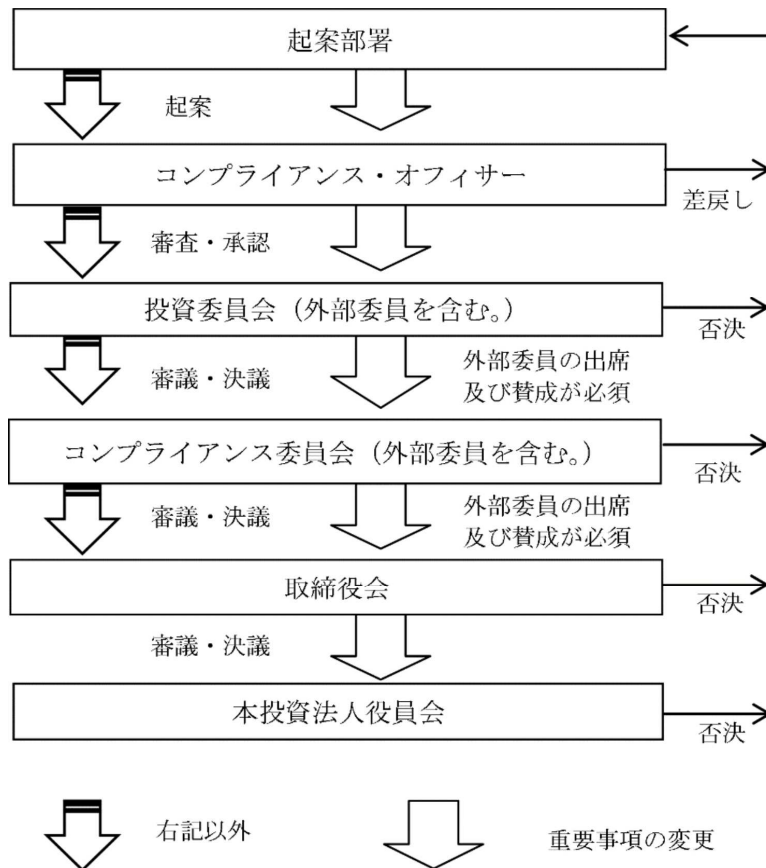 起案部署
起案
コンプライアンス・オフィサー
差戻し
審査・承認
投資委員会（外部委員を含む。）
否決
審議・決議
外部委員の出席
及び賛成が必須
コンプライアンス委員会（外部委員を含む。）
否決
審議・決議
外部委員の出席
及び賛成が必須
取締役会
否決
審議・決議
本投資法人役員会
否決
右記以外
重要事項の変更